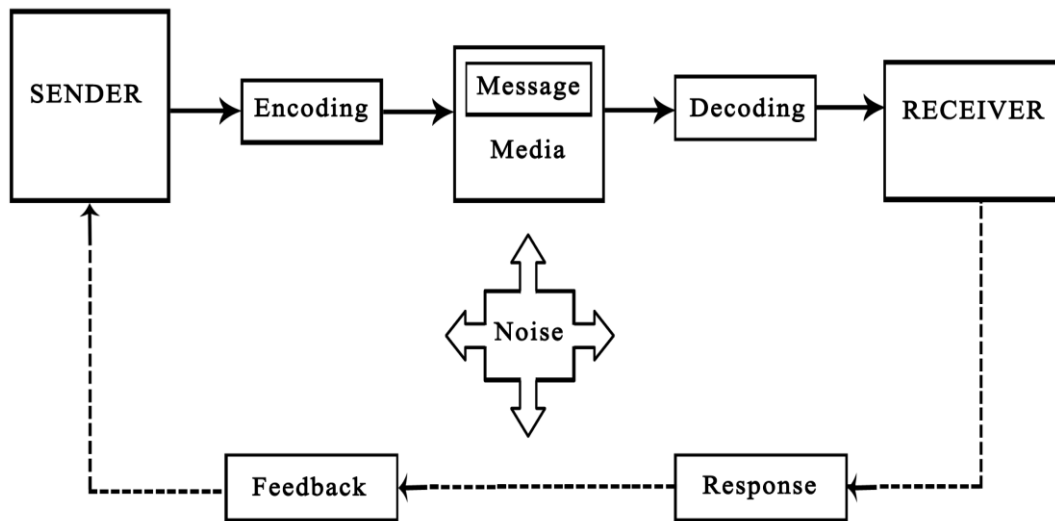 SENDER
Encoding
Message
Media
Decoding
RECEIVER
Noise
Feedback
Response